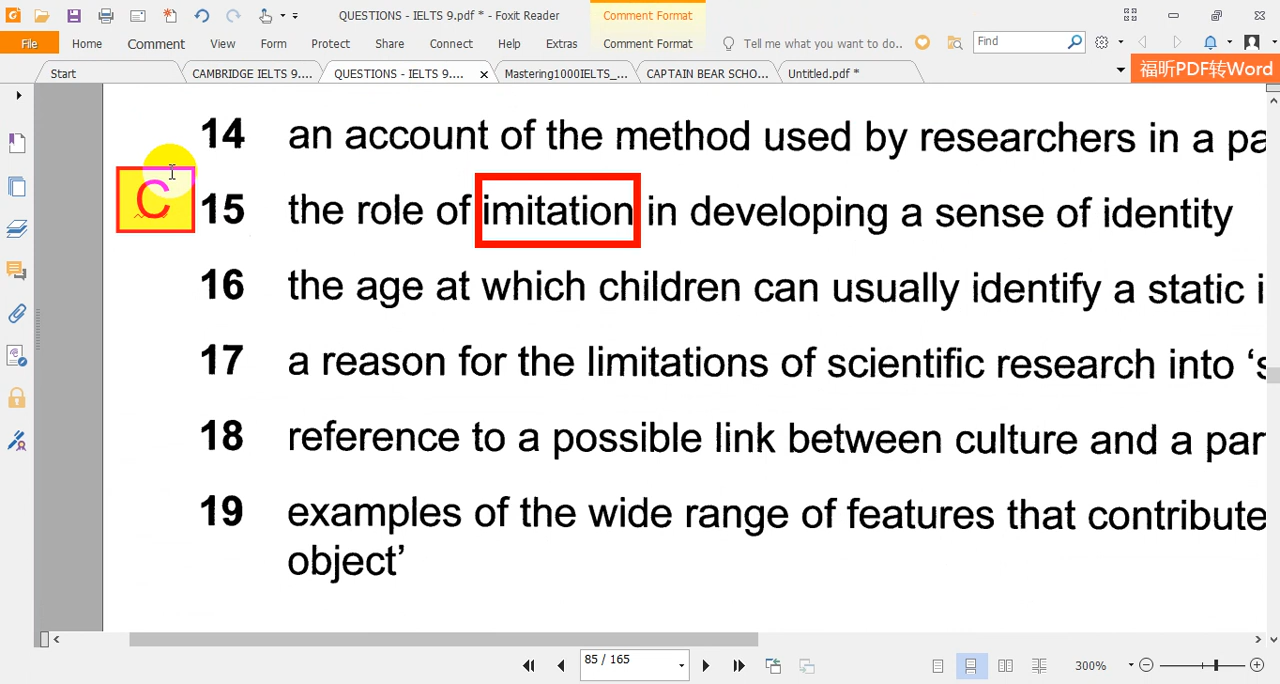 QUESTIONS - IELTS 9.pdf * - Foxit Reader
Comment Format
File
Home
Comment
View
Form
Protect
Share
Connect
Help
Extras
Comment Format
Tell me what you want to do..
Find
Start
CAMBRIDGE IELTS 9....
QUESTIONS - IELTS 9....
Mastering1000IELTS_...
CAPTAIN BEAR SCHO...
Untitled.pdf *
福昕PDF转Word
14 an account of the method used by researchers in a pa
C
15 the role of imitation in developing a sense of identity
16 the age at which children can usually identify a static i
17 a reason for the limitations of scientific research into ‘s
18 reference to a possible link between culture and a par
19 examples of the wide range of features that contribute
object’
85 / 165
300%